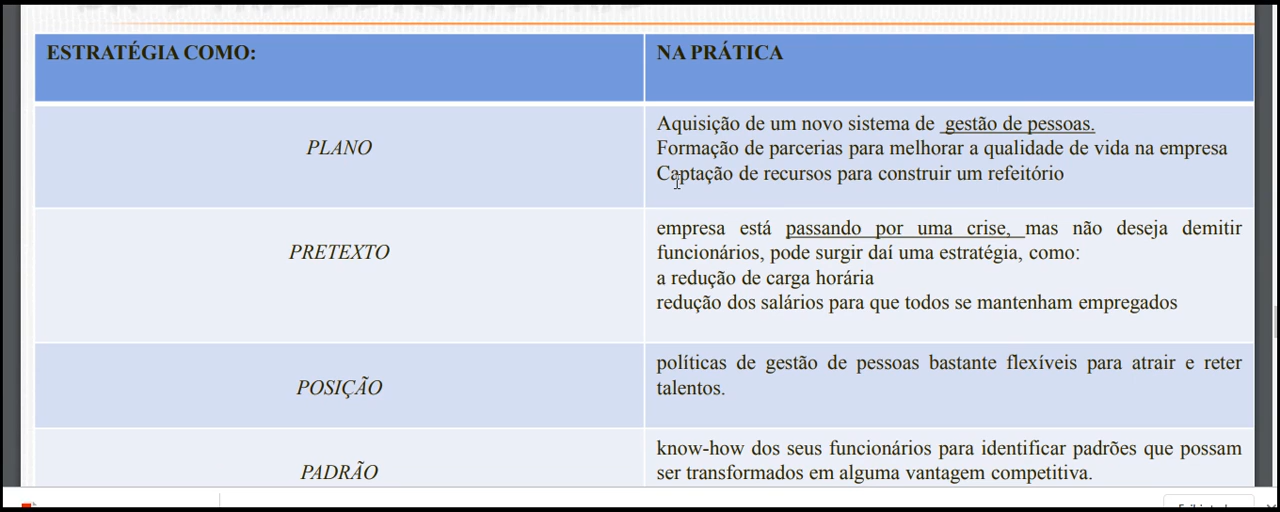 ESTRATÉGIA COMO:
NA PRÁTICA
PLANO
Aquisição de um novo sistema de gestão de pessoas.
Formação de parcerias para melhorar a qualidade de vida na empresa
Captação de recursos para construir um refeitório
PRETEXTO
empresa está passando por uma crise, mas não deseja demitir
funcionários, pode surgir daí uma estratégia, como:
a redução de carga horária
redução dos salários para que todos se mantenham empregados
POSIÇÃO
políticas de gestão de pessoas bastante flexíveis para atrair e reter
talentos.
PADRÃO
know-how dos seus funcionários para identificar padrões que possam
ser transformados em alguma vantagem competitiva.